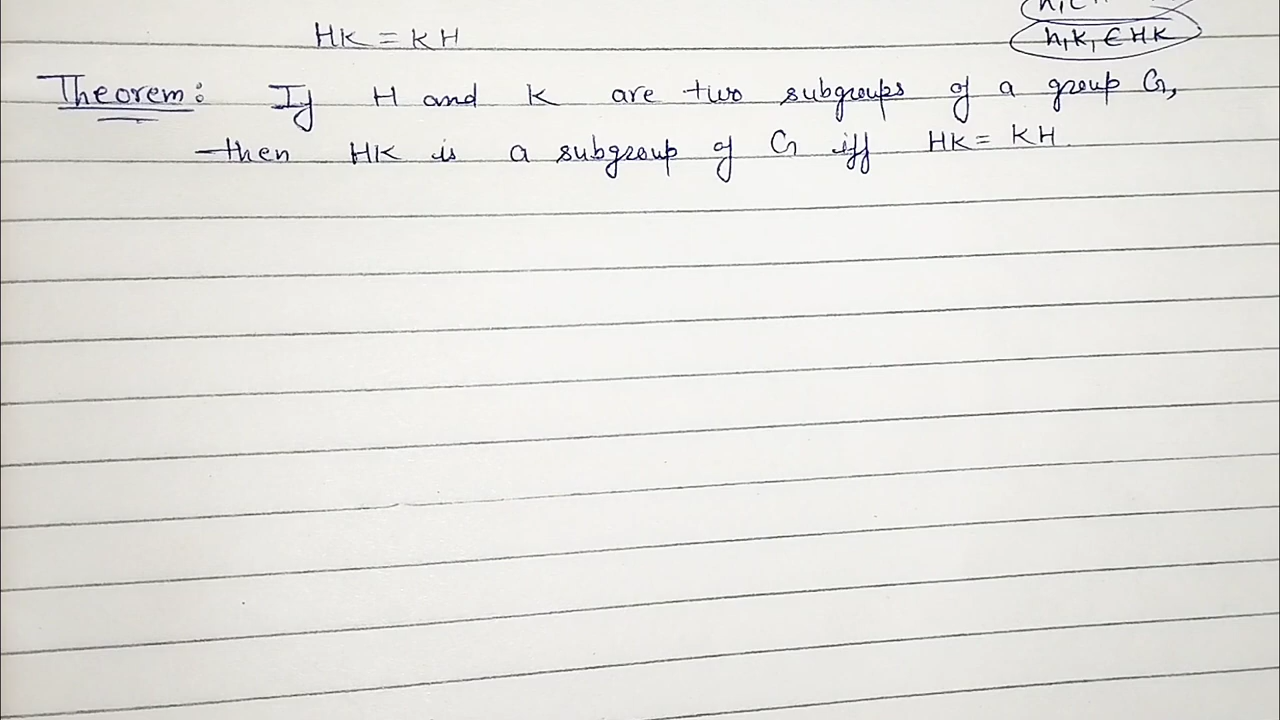 HK = KH
h₁k₁ ∈ HK
Theorem: If H and K are two subgroups of a group G,
then HK is a subgroup of G iff HK = KH.